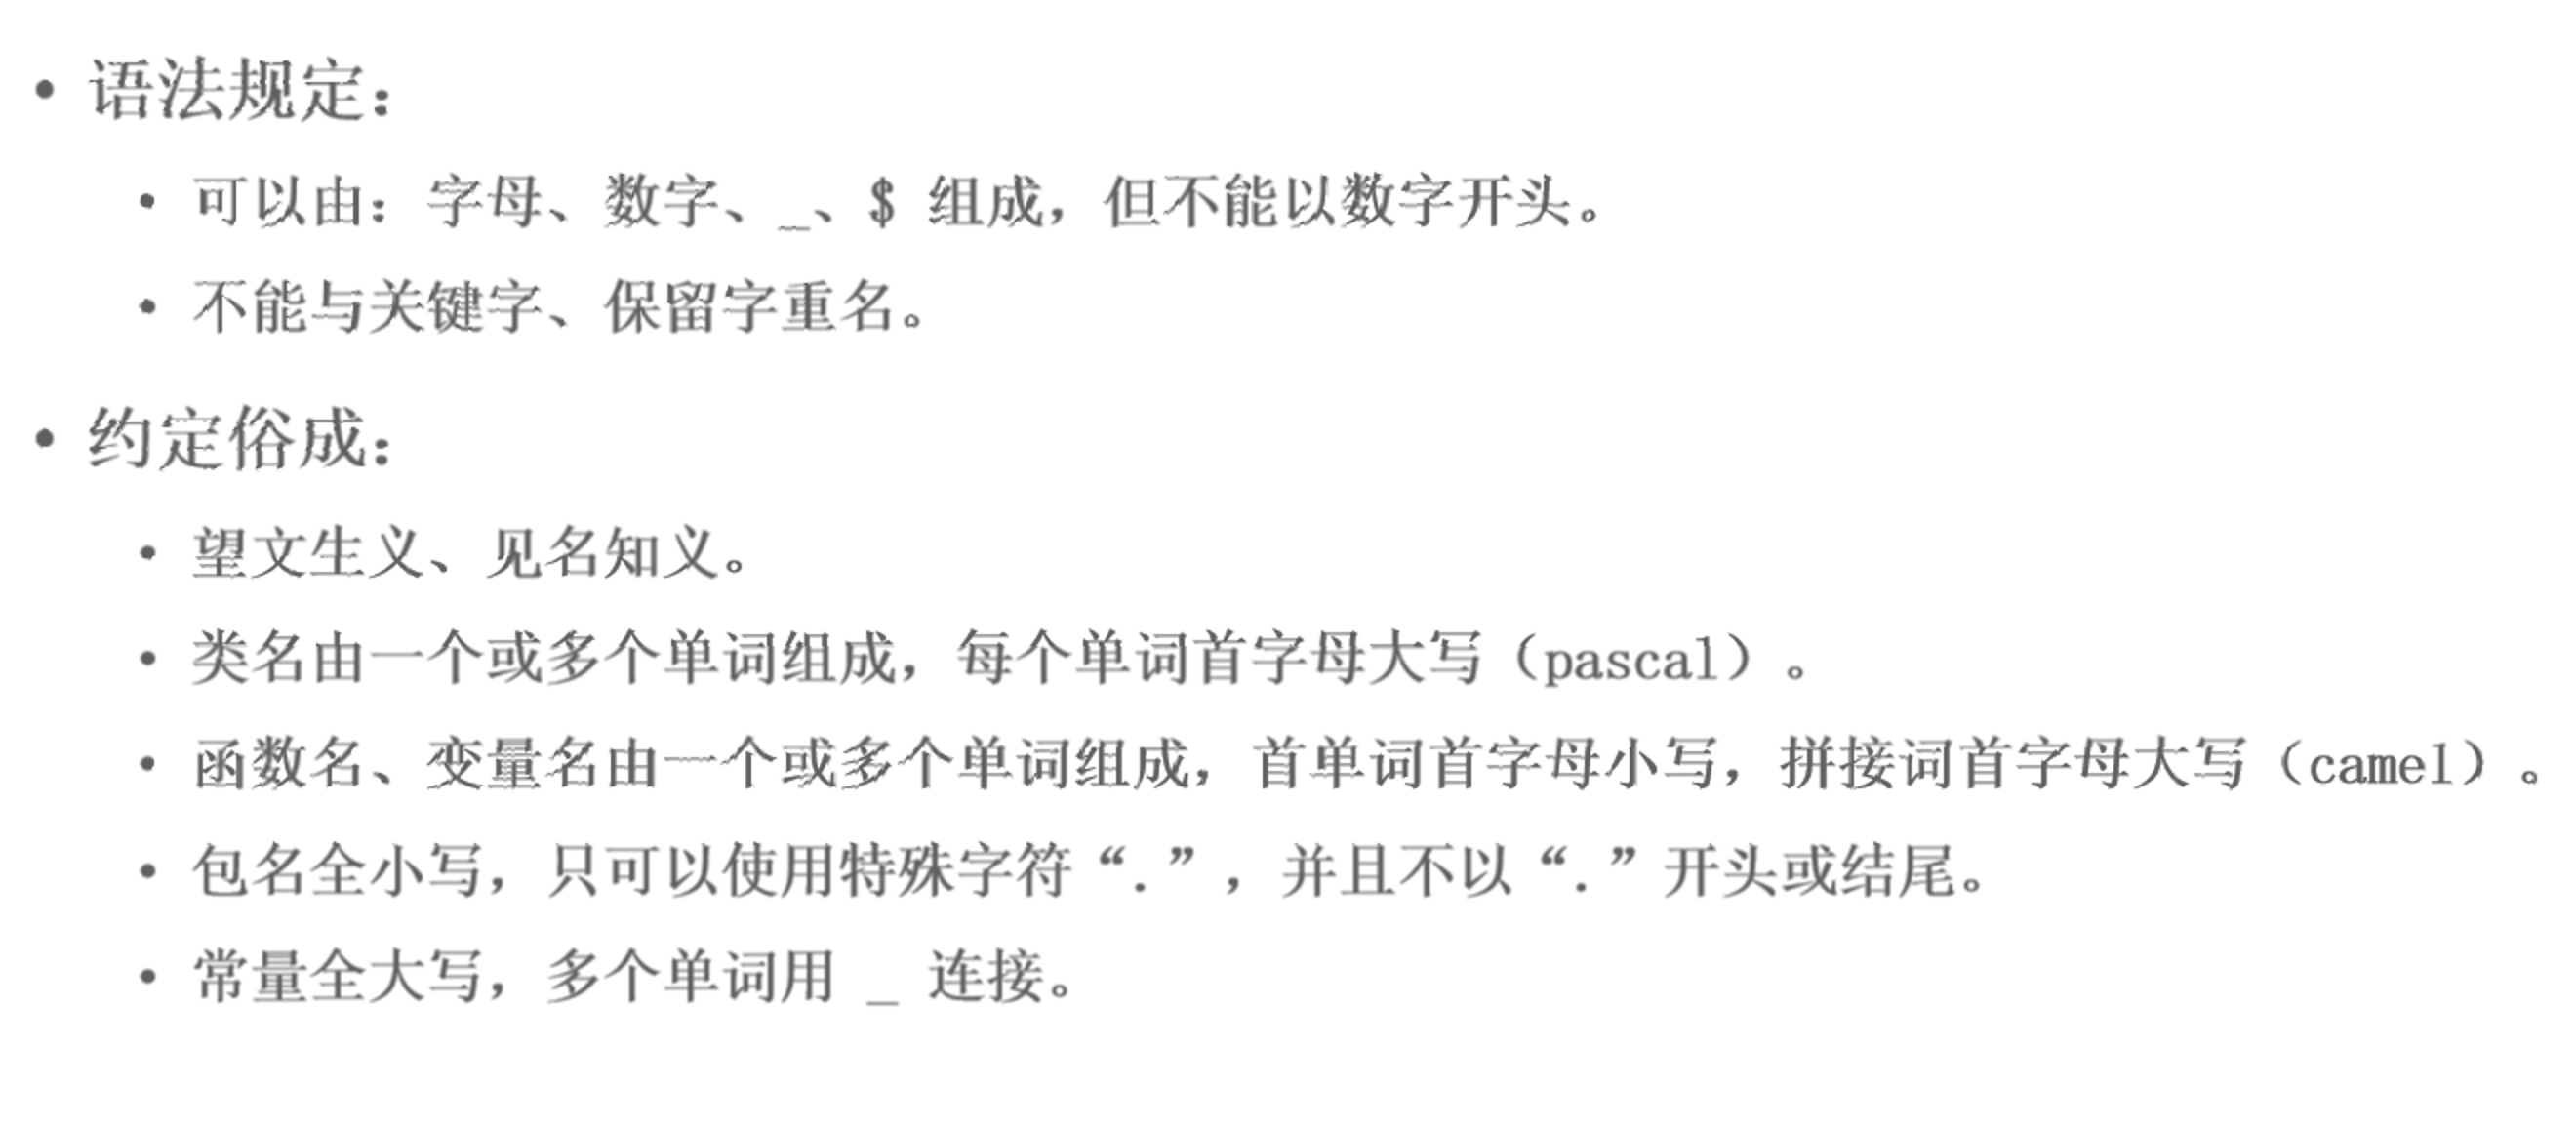 • 语法规定：
• 可以由：字母、数字、_、$ 组成，但不能以数字开头。
• 不能与关键字、保留字重名。
• 约定俗成：
• 望文生义、见名知义。
• 类名由一个或多个单词组成，每个单词首字母大写（pascal）。
• 函数名、变量名由一个或多个单词组成，首单词首字母小写，拼接词首字母大写（camel）。
• 包名全小写，只可以使用特殊字符“.”，并且不以“.”开头或结尾。
• 常量全大写，多个单词用 _ 连接。